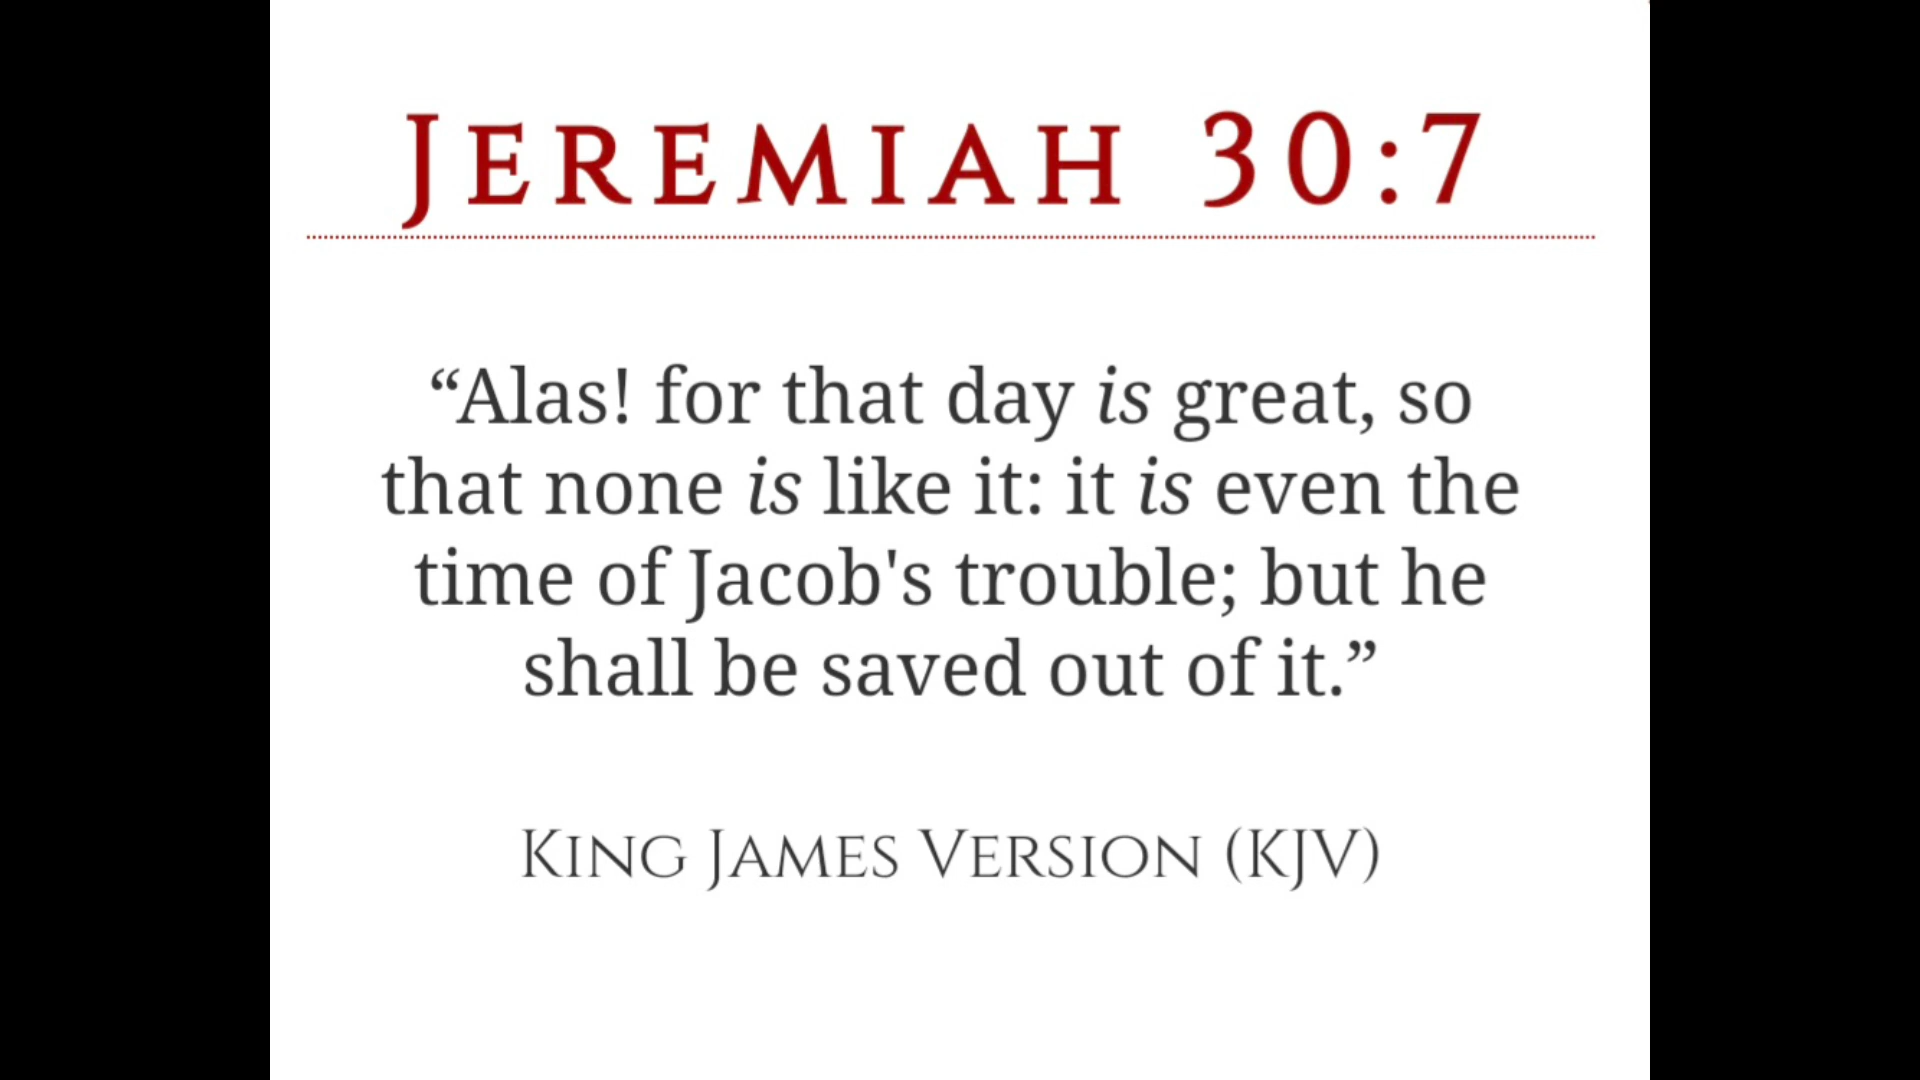 JEREMIAH 30:7
“Alas! for that day is great, so
that none is like it: it is even the
time of Jacob's trouble; but he
shall be saved out of it.”
KING JAMES VERSION (KJV)